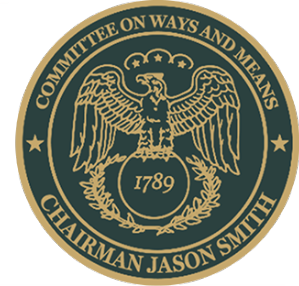 COMMITTEE ON WAYS AND MEANS
1789
CHAIRMAN JASON SMITH